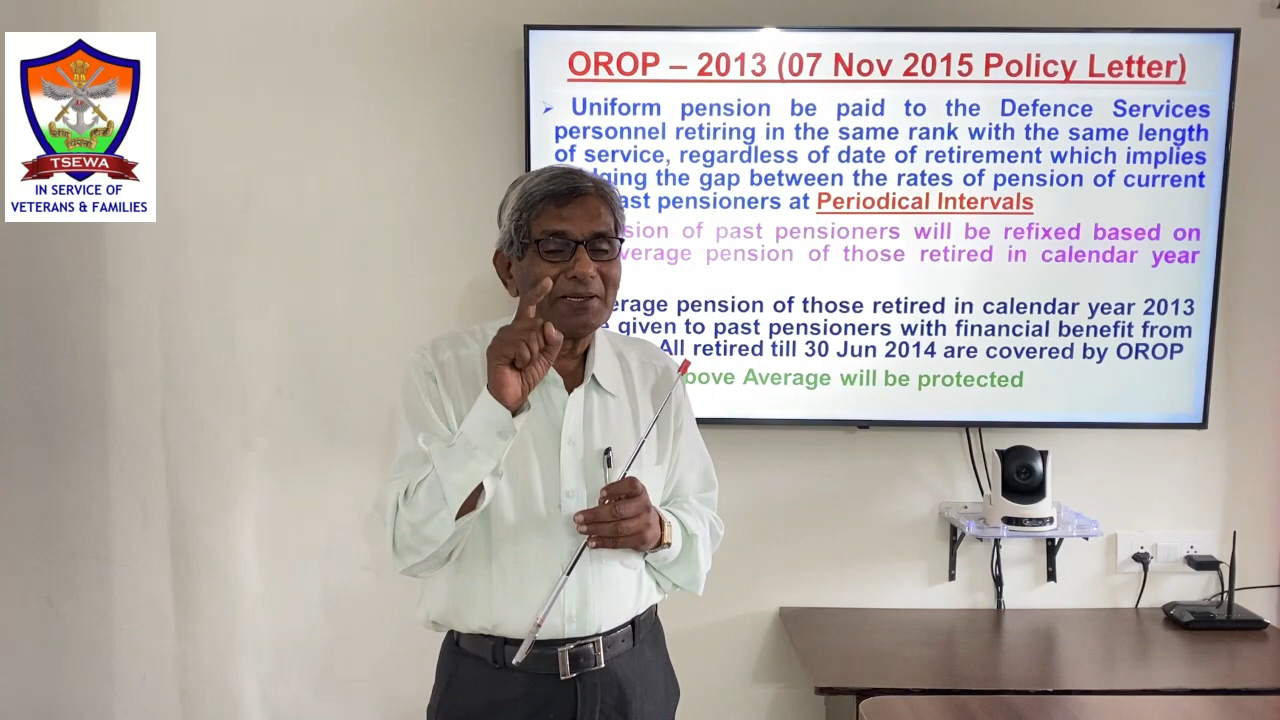 TSEWA
IN SERVICE OF
VETERANS & FAMILIES
OROP – 2013 (07 Nov 2015 Policy Letter)
Uniform pension be paid to the Defence Services
personnel retiring in the same rank with the same length
of service, regardless of date of retirement which implies
the gap between the rates of pension of current
pensioners at Periodical Intervals
of past pensioners will be refixed based on
pension of those retired in calendar year
pension of those retired in calendar year 2013
given to past pensioners with financial benefit from
All retired till 30 Jun 2014 are covered by OROP
Average will be protected